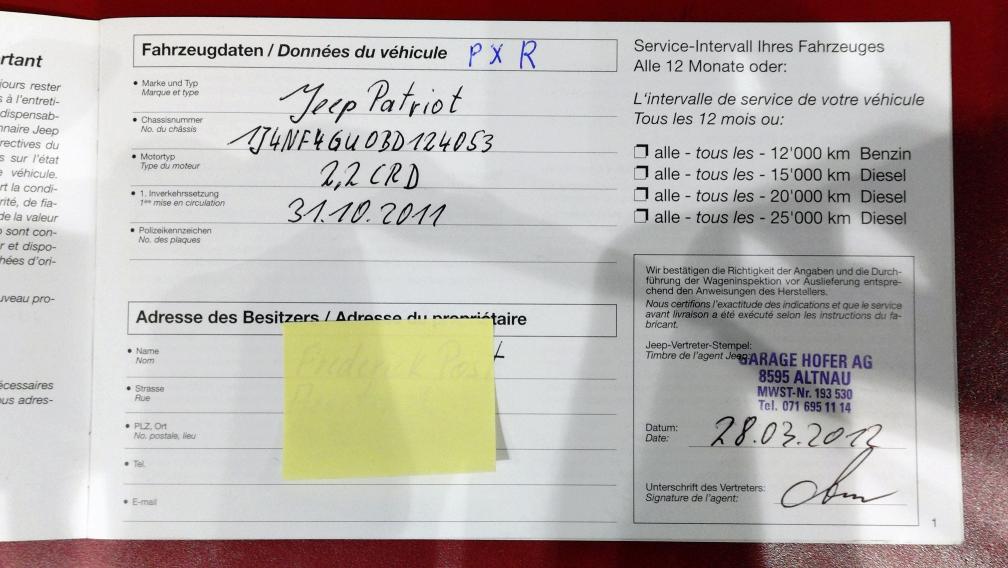 rtant
jours rester
s à l'entreti-
dispensab-
nnaire Jeep
rectives du
s sur l'état
e véhicule.
rt la condi-
rité, de fia-
de la valeur
o sont con-
r et dispo-
hées d'ori-
uveau pro-
écessaires
ous adres-
Fahrzeugdaten / Données du véhicule PXR
• Marke und Typ
Marque et type
Jeep Patriot
• Chassisnummer
No. du châssis
1J4NF4GU0BD124053
• Motortyp
Type du moteur
2,2 CRD
• 1. Inverkehrssetzung
1ère mise en circulation
31.10.2011
• Polizeikennzeichen
No. des plaques
Adresse des Besitzers / Adresse du propriétaire
• Name
Nom
• Strasse
Rue
• PLZ, Ort
No. postale, lieu
• Tel.
• E-mail
Service-Intervall Ihres Fahrzeuges
Alle 12 Monate oder:
L'intervalle de service de votre véhicule
Tous les 12 mois ou:
❒ alle - tous les - 12'000 km Benzin
❒ alle - tous les - 15'000 km Diesel
❒ alle - tous les - 20'000 km Diesel
❒ alle - tous les - 25'000 km Diesel
Wir bestätigen die Richtigkeit der Angaben und die Durch-
führung der Wageninspektion vor Auslieferung entspre-
chend den Anweisungen des Herstellers.
Nous certifions l'exactitude des indications et que le service
avant livraison a été exécuté selon les instructions du fa-
bricant.
Jeep-Vertreter-Stempel:
Timbre de l'agent Jeep:
GARAGE HOFER AG
8595 ALTNAU
MWST-Nr. 193 530
Tel. 071 695 11 14
Datum:
Date:
28.03.2012
Unterschrift des Vertreters:
Signature de l'agent:
1